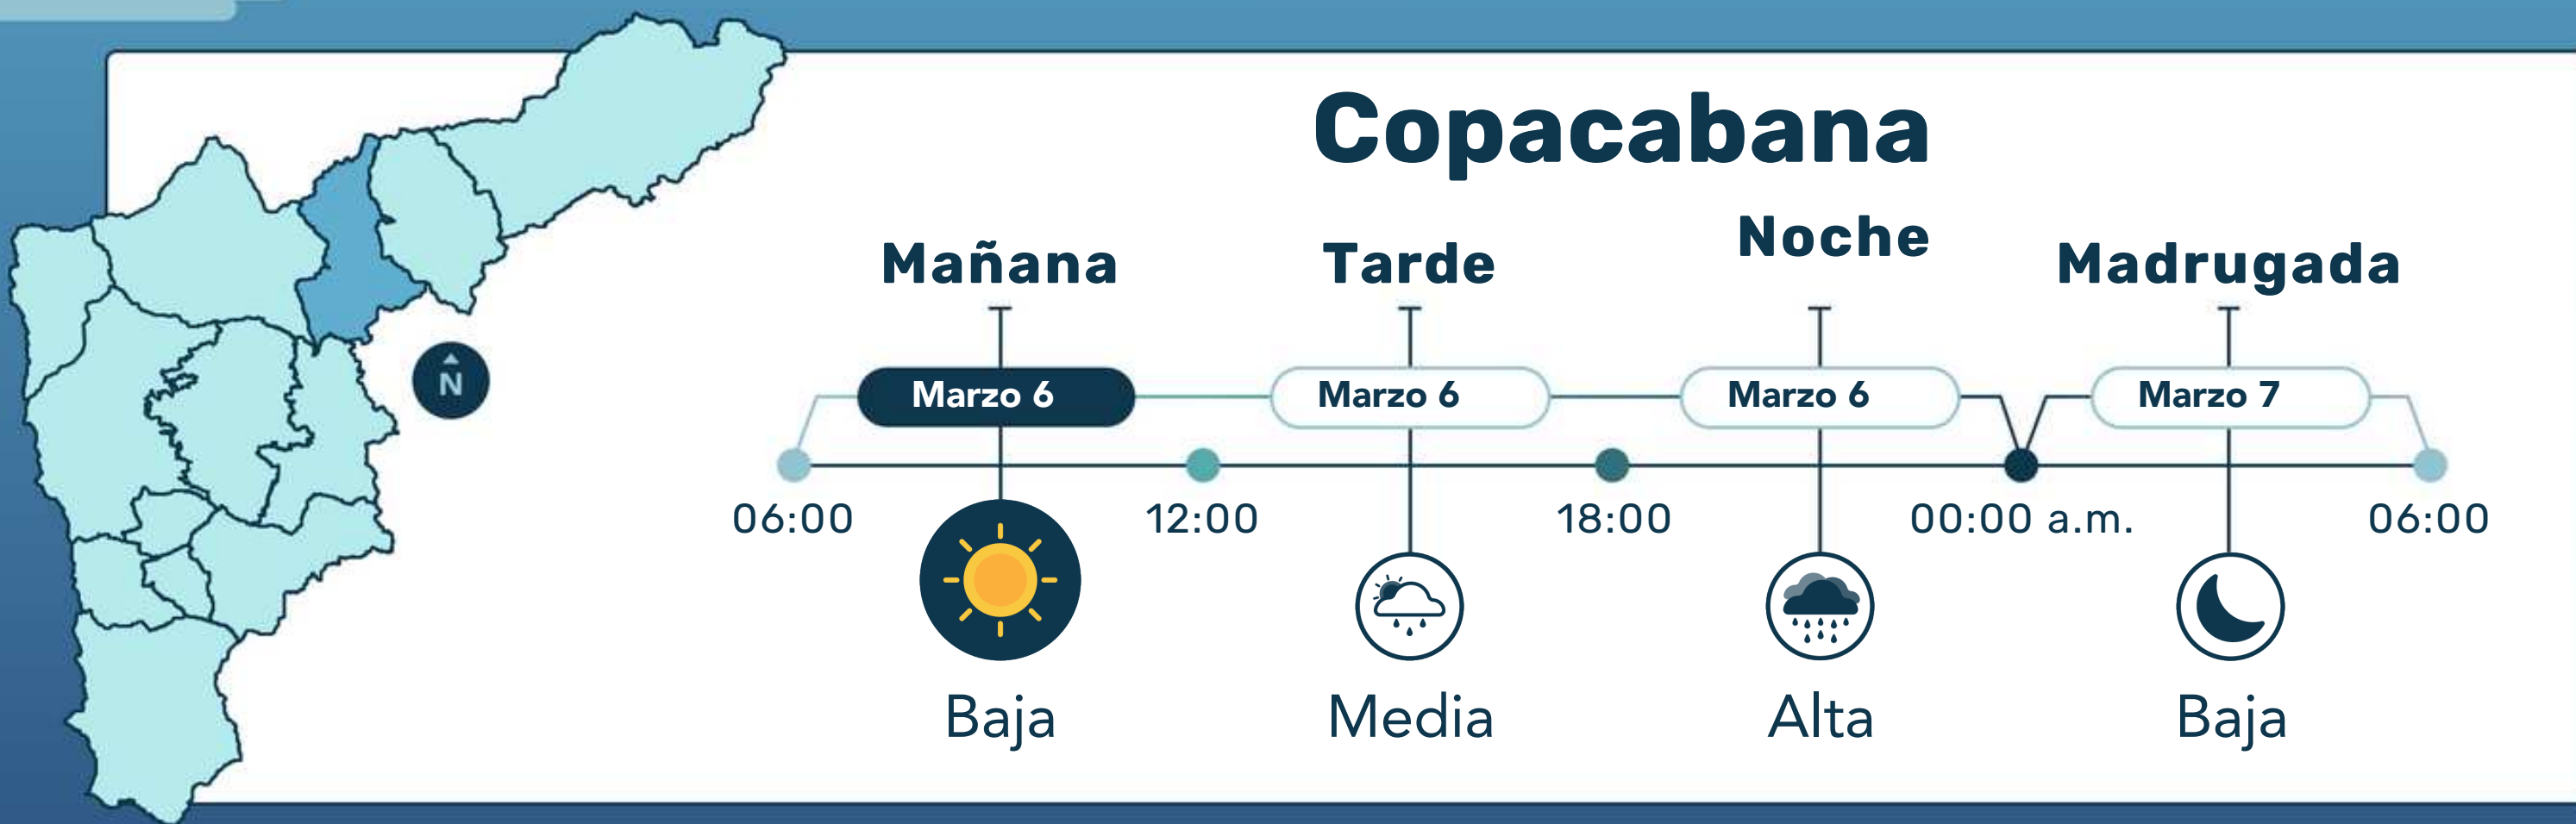 Copacabana
Mañana
Tarde
Noche
Madrugada
Marzo 6
Marzo 6
Marzo 6
Marzo 7
N
06:00
12:00
18:00
00:00 a.m.
06:00
Baja
Media
Alta
Baja